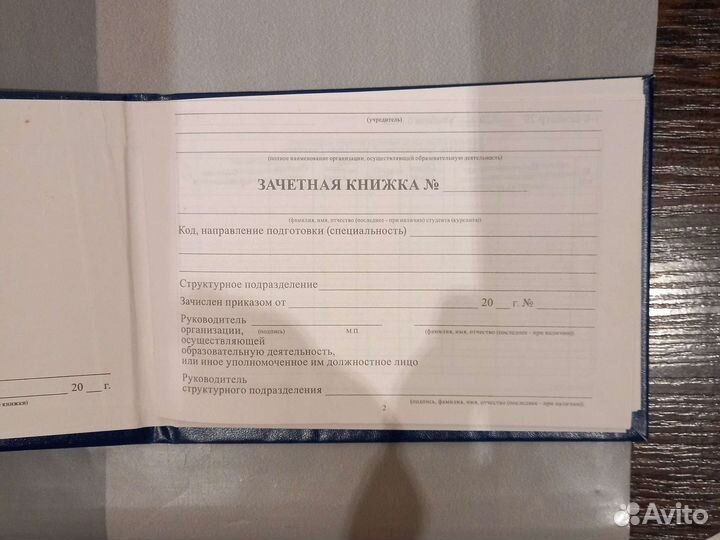 (учредитель)
(полное наименование организации, осуществляющей образовательную деятельность)
ЗАЧЕТНАЯ КНИЖКА №
(фамилия, имя, отчество (последнее - при наличии) студента (курсанта))
Код, направление подготовки (специальность)
Структурное подразделение
Зачислен приказом от 20 г. №
Руководитель
организации, (подпись) М.П. (фамилия, имя, отчество (последнее - при наличии))
осуществляющей
образовательную деятельность,
или иное уполномоченное им должностное лицо
Руководитель
структурного подразделения
(подпись, фамилия, имя, отчество (последнее - при наличии))
2
20 г.
книжки)
Avito